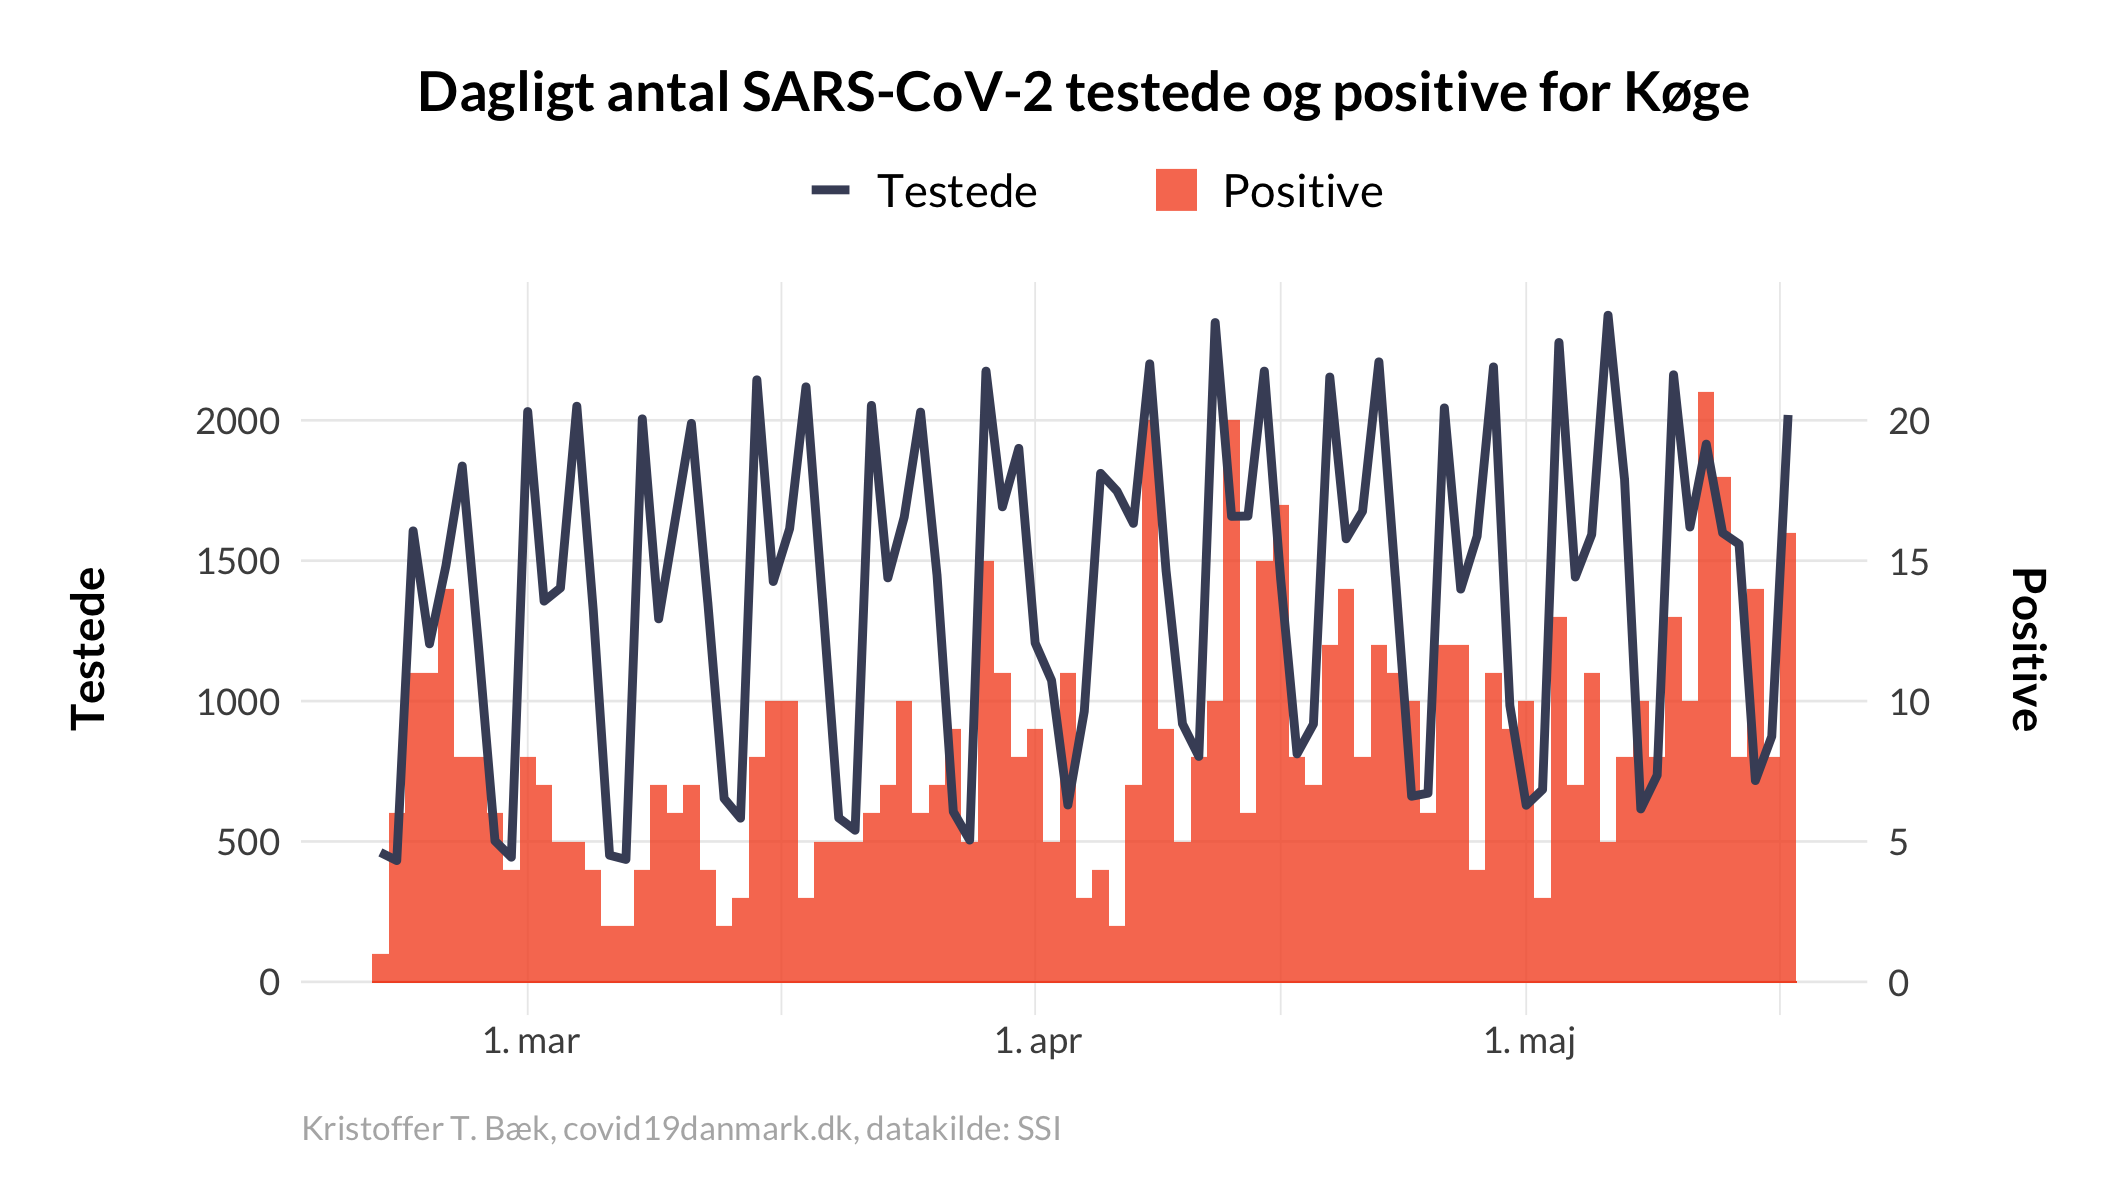 Dagligt antal SARS-CoV-2 testede og positive for Køge
Testede
Positive
Testede
2000
1500
1000
500
0
20
15
10
5
0
Positive
1. mar
1. apr
1. maj
Kristoffer T. Bæk, covid19danmark.dk, datakilde: SSI